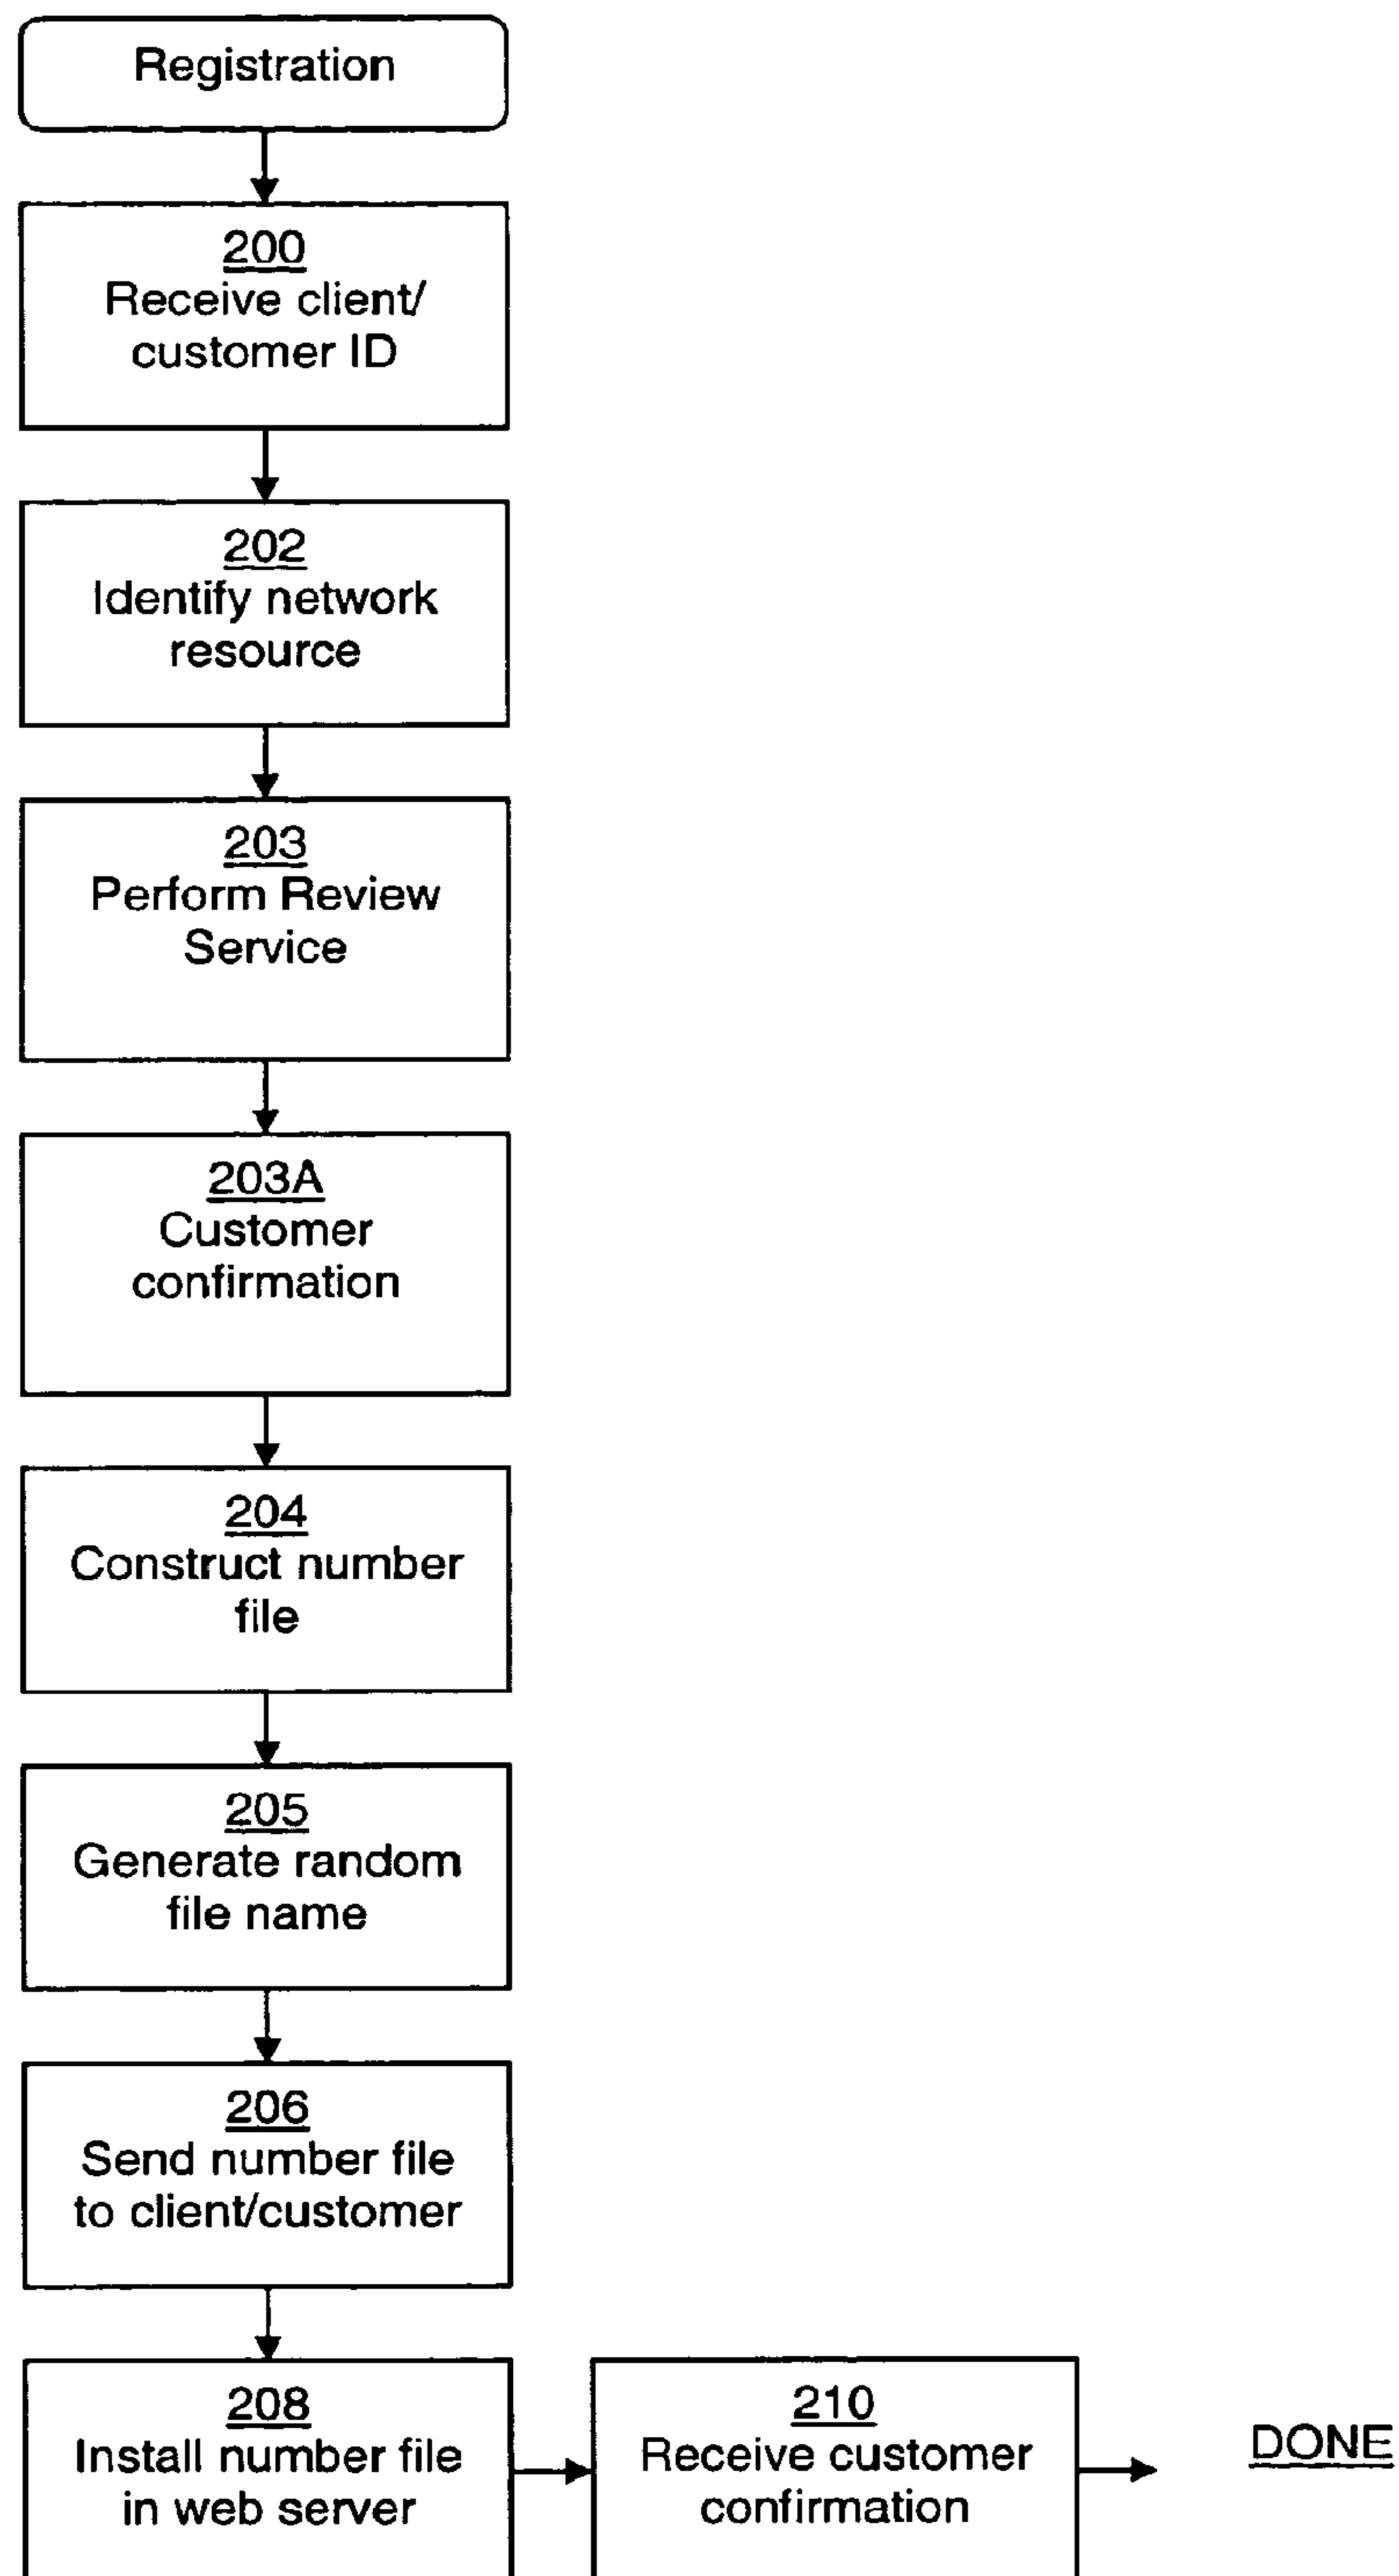 Registration
200
Receive client/
customer ID
202
Identify network
resource
203
Perform Review
Service
203A
Customer
confirmation
204
Construct number
file
205
Generate random
file name
206
Send number file
to client/customer
208
Install number file
in web server
210
Receive customer
confirmation
DONE